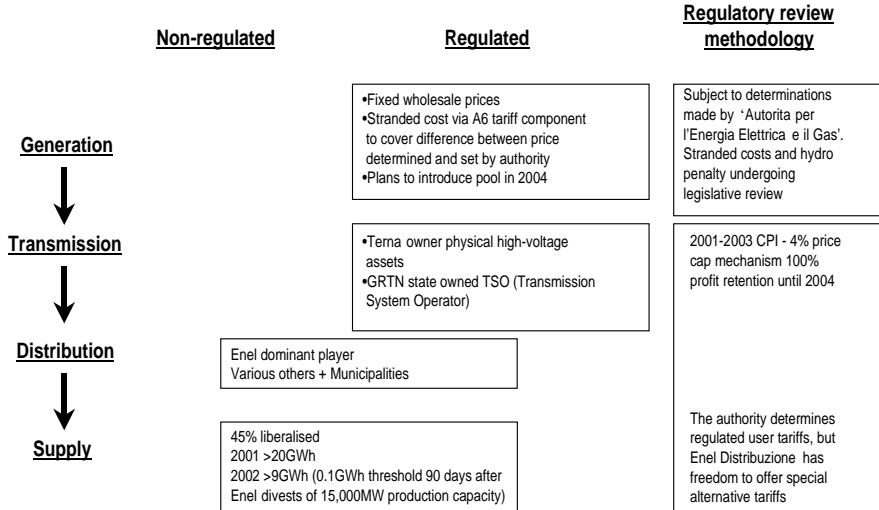 Non-regulated
Regulated
Regulatory review
methodology
Generation
•Fixed wholesale prices
•Stranded cost via A6 tariff component
to cover difference between price
determined and set by authority
•Plans to introduce pool in 2004
Subject to determinations
made by ‘Autorita per
l’Energia Elettrica e il Gas’.
Stranded costs and hydro
penalty undergoing
legislative review
Transmission
•Terna owner physical high-voltage
assets
•GRTN state owned TSO (Transmission
System Operator)
2001-2003 CPI - 4% price
cap mechanism 100%
profit retention until 2004
Distribution
Enel dominant player
Various others + Municipalities
Supply
45% liberalised
2001 >20GWh
2002 >9GWh (0.1GWh threshold 90 days after
Enel divests of 15,000MW production capacity)
The authority determines
regulated user tariffs, but
Enel Distribuzione has
freedom to offer special
alternative tariffs